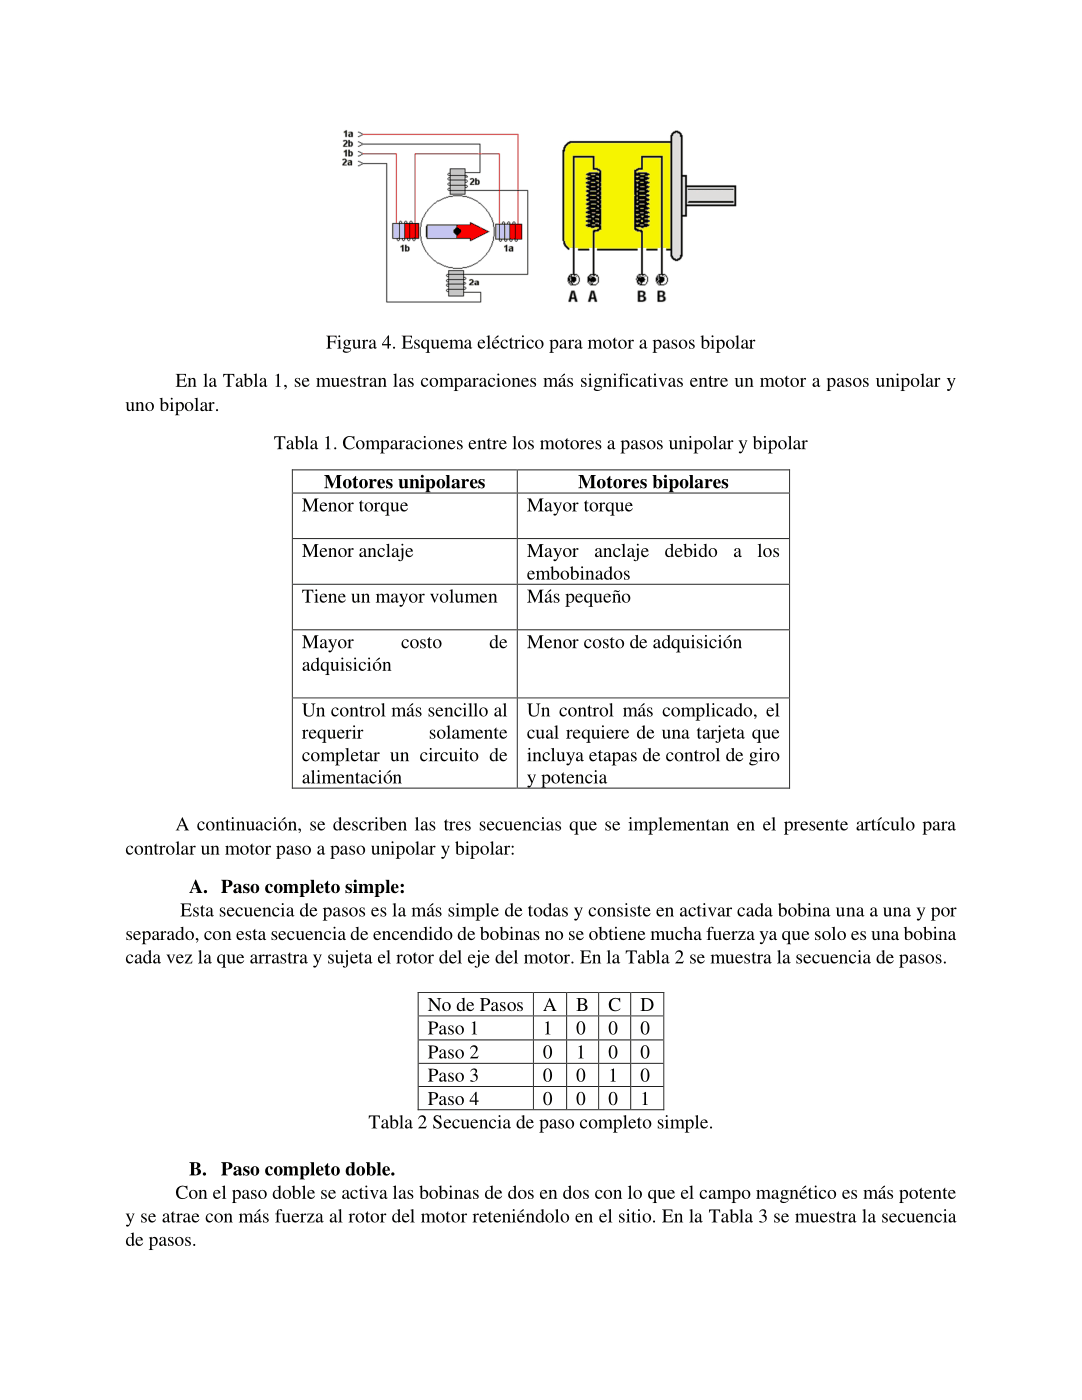 1a
2b
1b
2a
2b
1b
1a
2a
A A B B
Figura 4. Esquema eléctrico para motor a pasos bipolar
En la Tabla 1, se muestran las comparaciones más significativas entre un motor a pasos unipolar y
uno bipolar.
Tabla 1. Comparaciones entre los motores a pasos unipolar y bipolar
Motores unipolares Motores bipolares
Menor torque Mayor torque
Menor anclaje Mayor anclaje debido a los
embobinados
Tiene un mayor volumen Más pequeño
Mayor costo de Menor costo de adquisición
adquisición
Un control más sencillo al Un control más complicado, el
requerir solamente cual requiere de una tarjeta que
completar un circuito de incluya etapas de control de giro
alimentación y potencia
A continuación, se describen las tres secuencias que se implementan en el presente artículo para
controlar un motor paso a paso unipolar y bipolar:
A. Paso completo simple:
Esta secuencia de pasos es la más simple de todas y consiste en activar cada bobina una a una y por
separado, con esta secuencia de encendido de bobinas no se obtiene mucha fuerza ya que solo es una bobina
cada vez la que arrastra y sujeta el rotor del eje del motor. En la Tabla 2 se muestra la secuencia de pasos.
No de Pasos A B C D
Paso 1 1 0 0 0
Paso 2 0 1 0 0
Paso 3 0 0 1 0
Paso 4 0 0 0 1
Tabla 2 Secuencia de paso completo simple.
B. Paso completo doble.
Con el paso doble se activa las bobinas de dos en dos con lo que el campo magnético es más potente
y se atrae con más fuerza al rotor del motor reteniéndolo en el sitio. En la Tabla 3 se muestra la secuencia
de pasos.